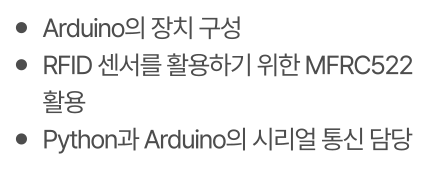 • Arduino의 장치 구성
• RFID 센서를 활용하기 위한 MFRC522
활용
• Python과 Arduino의 시리얼 통신 담당